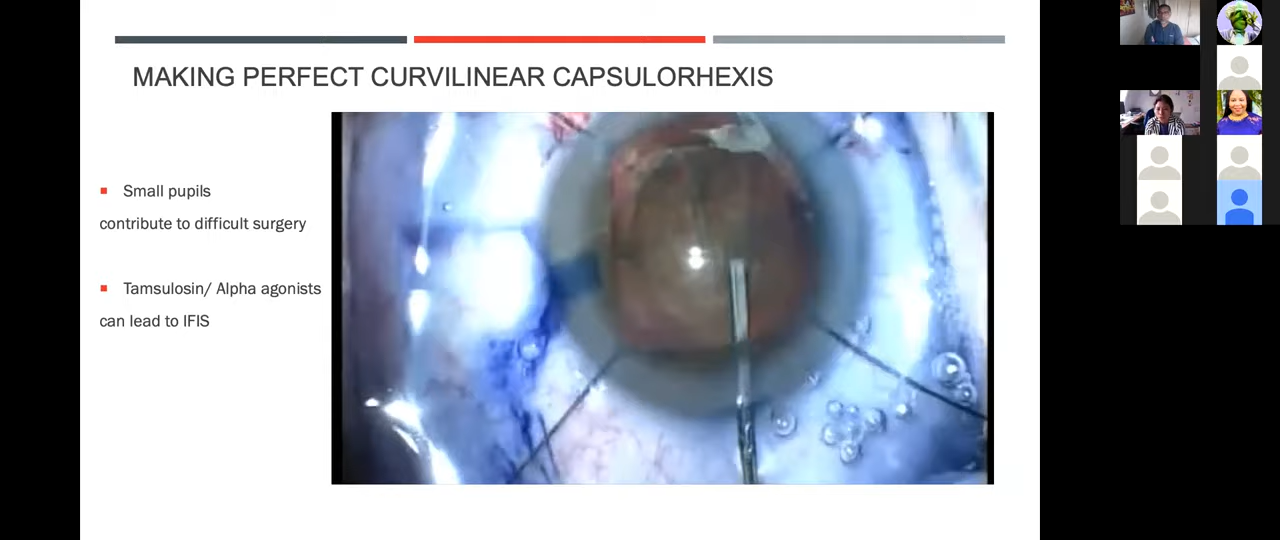 MAKING PERFECT CURVILINEAR CAPSULORHEXIS
Small pupils
contribute to difficult surgery
Tamsulosin/ Alpha agonists
can lead to IFIS